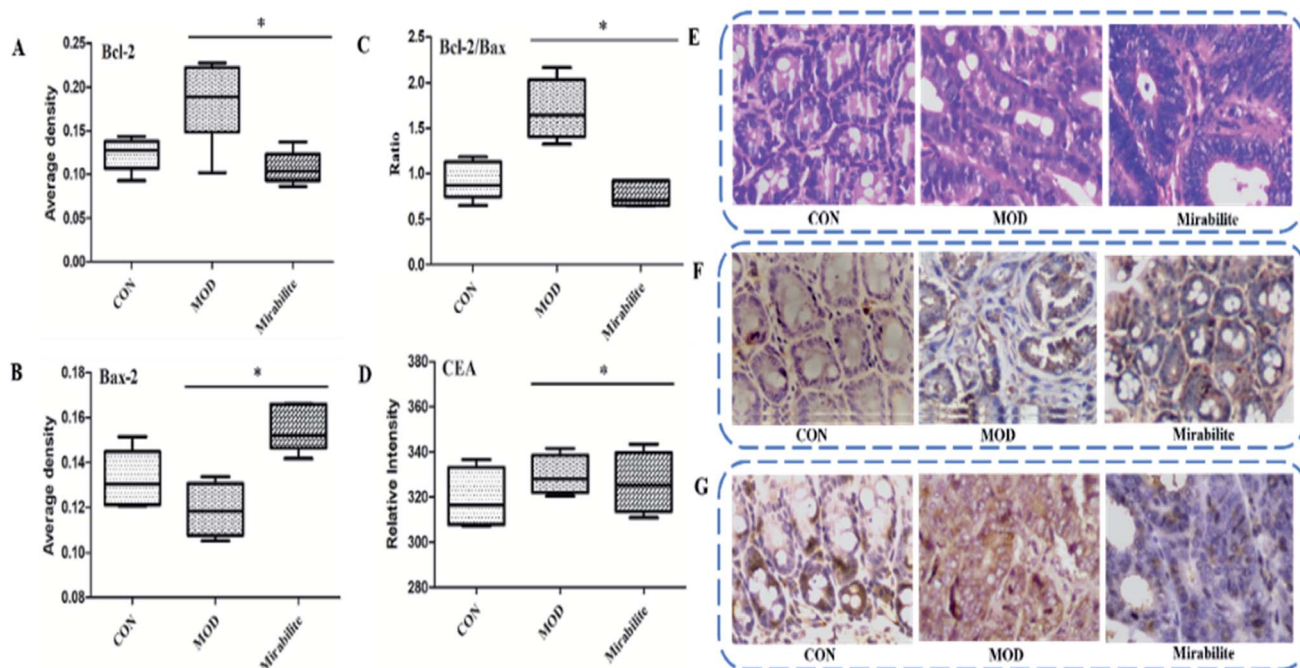 A
Bcl-2
*
Average density
0.25
0.20
0.15
0.10
0.05
0.00
CON
MOD
Mirabilite
C
Bcl-2/Bax
*
Ratio
2.5
2.0
1.5
1.0
0.5
0.0
CON
MOD
Mirabilite
B
Bax-2
*
Average density
0.18
0.16
0.14
0.12
0.10
0.08
CON
MOD
Mirabilite
D
CEA
*
Relative Intensity
380
360
340
320
300
280
CON
MOD
Mirabilite
E
CON MOD Mirabilite
F
CON MOD Mirabilite
G
CON MOD Mirabilite